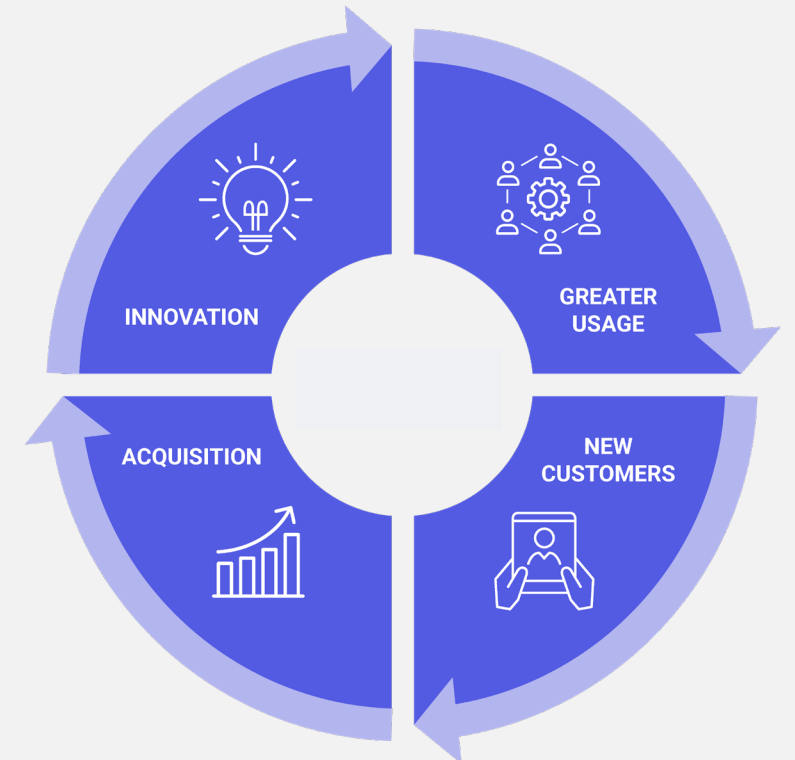 INNOVATION
GREATER
USAGE
ACQUISITION
NEW
CUSTOMERS